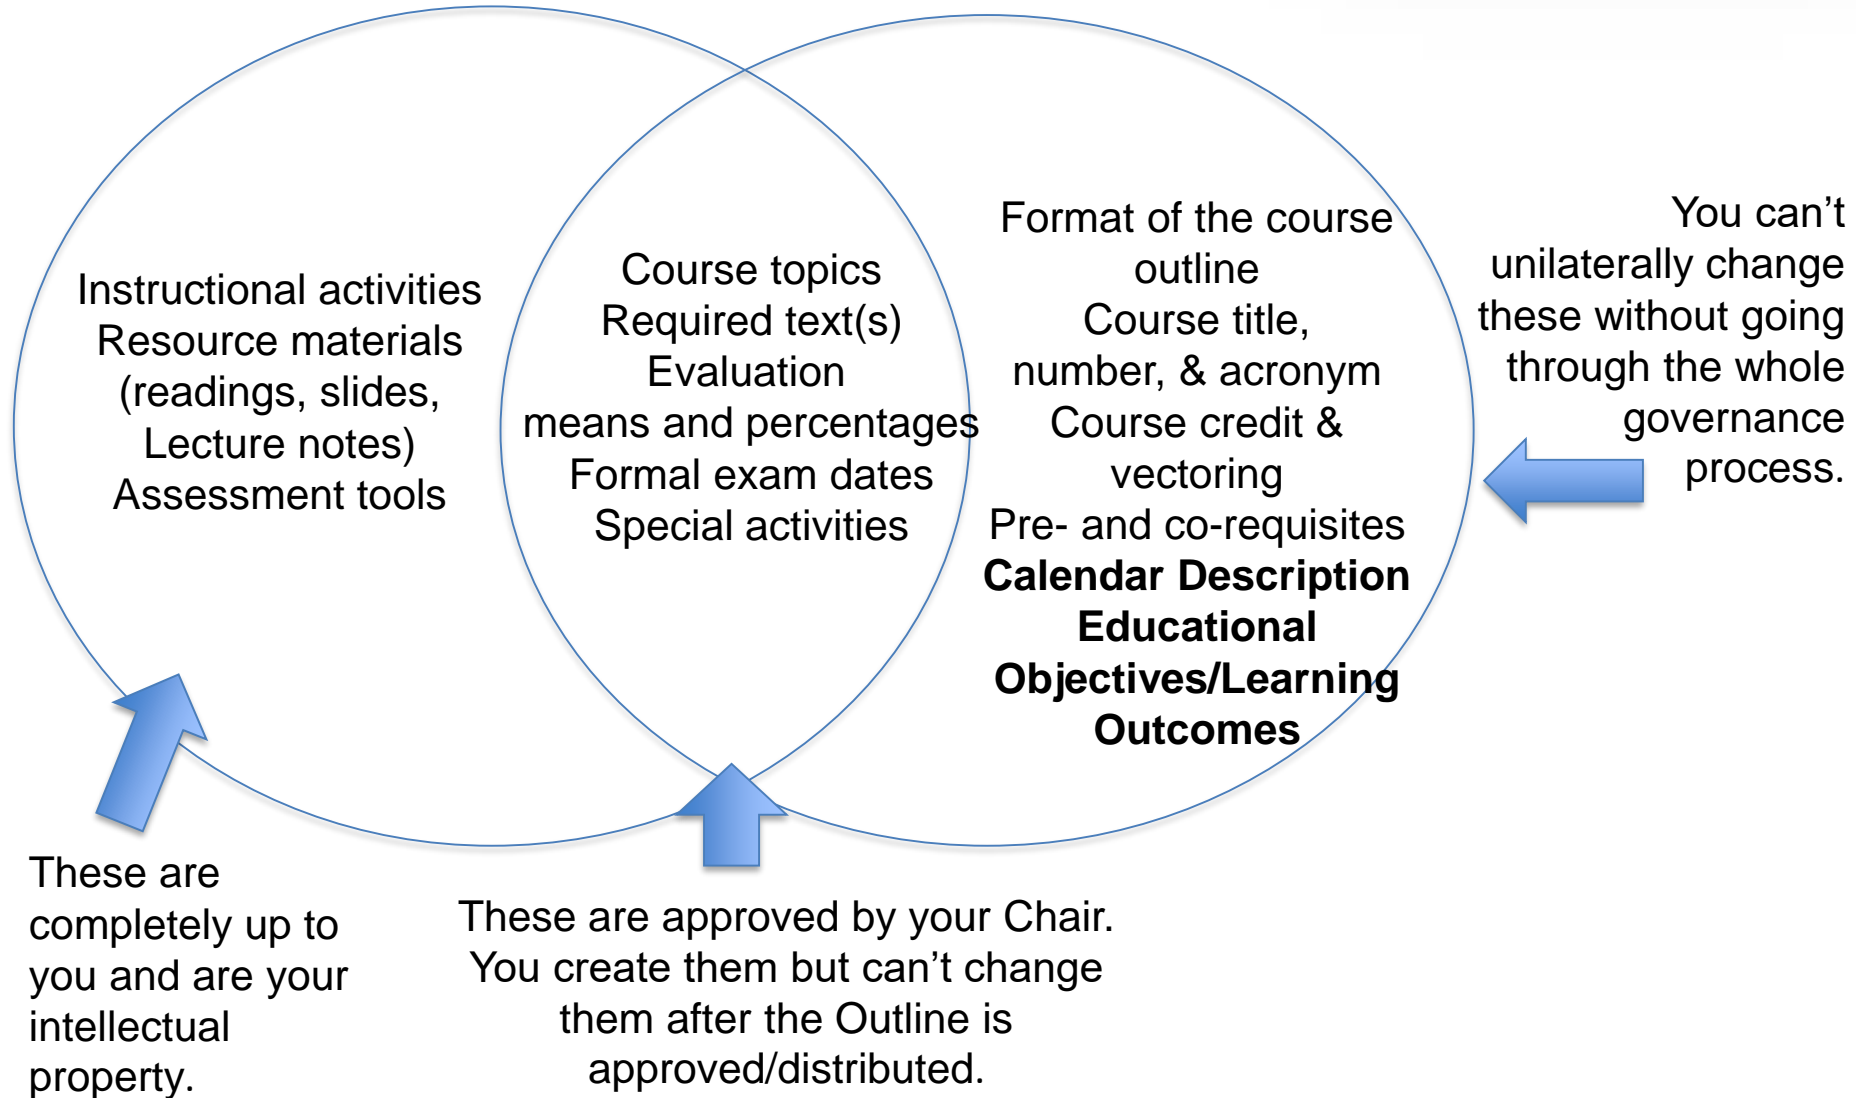 Instructional activities
Resource materials
(readings, slides,
Lecture notes)
Assessment tools
Course topics
Required text(s)
Evaluation
means and percentages
Formal exam dates
Special activities
Format of the course
outline
Course title,
number, & acronym
Course credit &
vectoring
Pre- and co-requisites
Calendar Description
Educational
Objectives/Learning
Outcomes
You can’t
unilaterally change
these without going
through the whole
governance
process.
These are
completely up to
you and are your
intellectual
property.
These are approved by your Chair.
You create them but can’t change
them after the Outline is
approved/distributed.